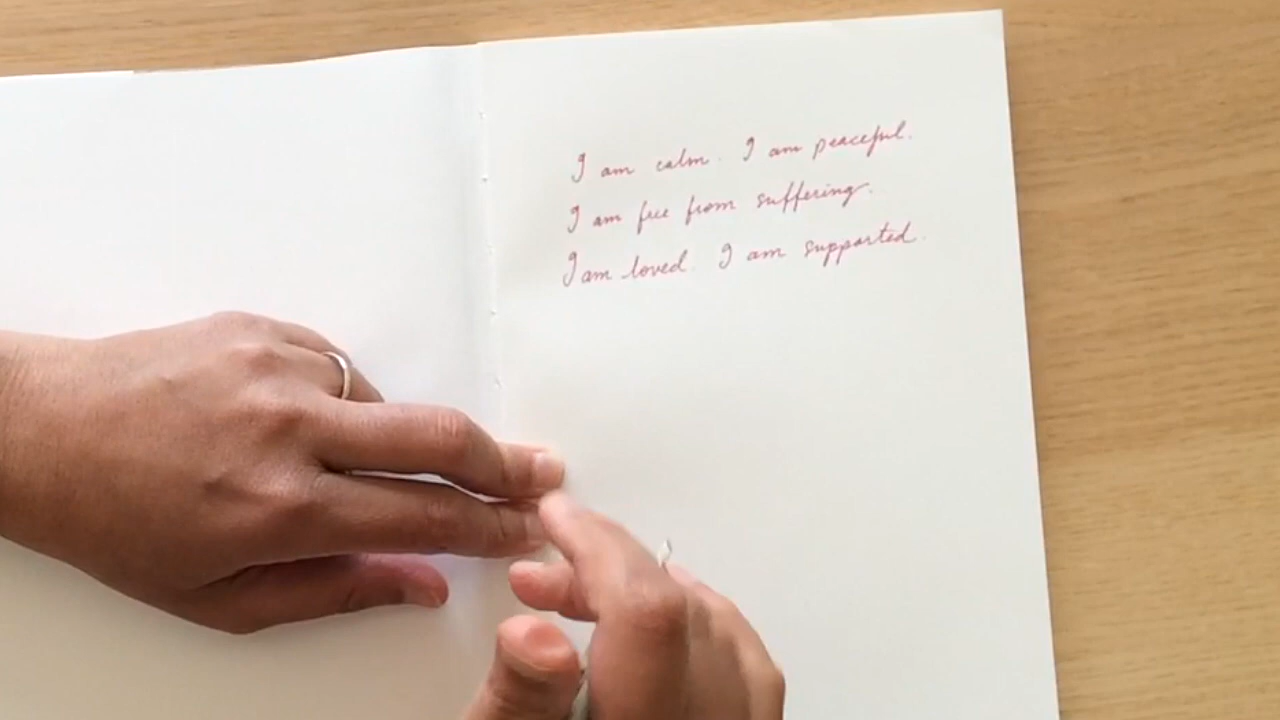 I am calm. I am peaceful.
I am free from suffering.
I am loved. I am supported.